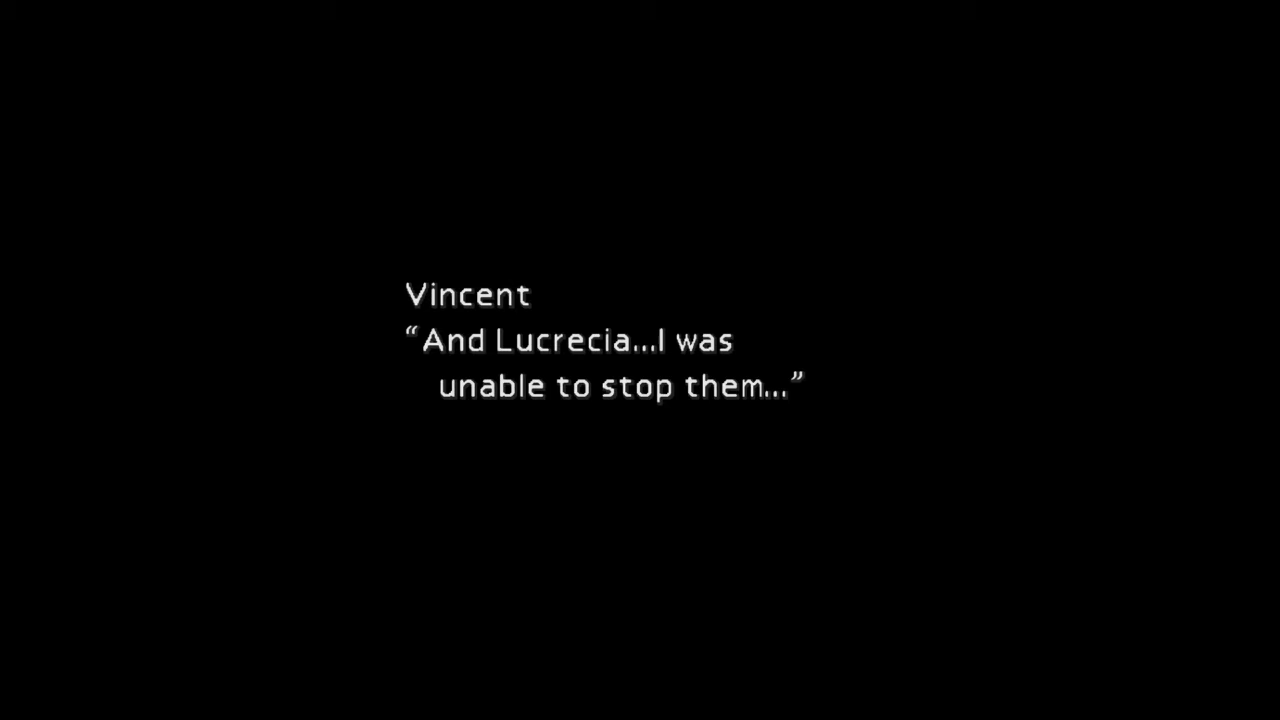 Vincent
“And Lucrecia...I was
unable to stop them...”